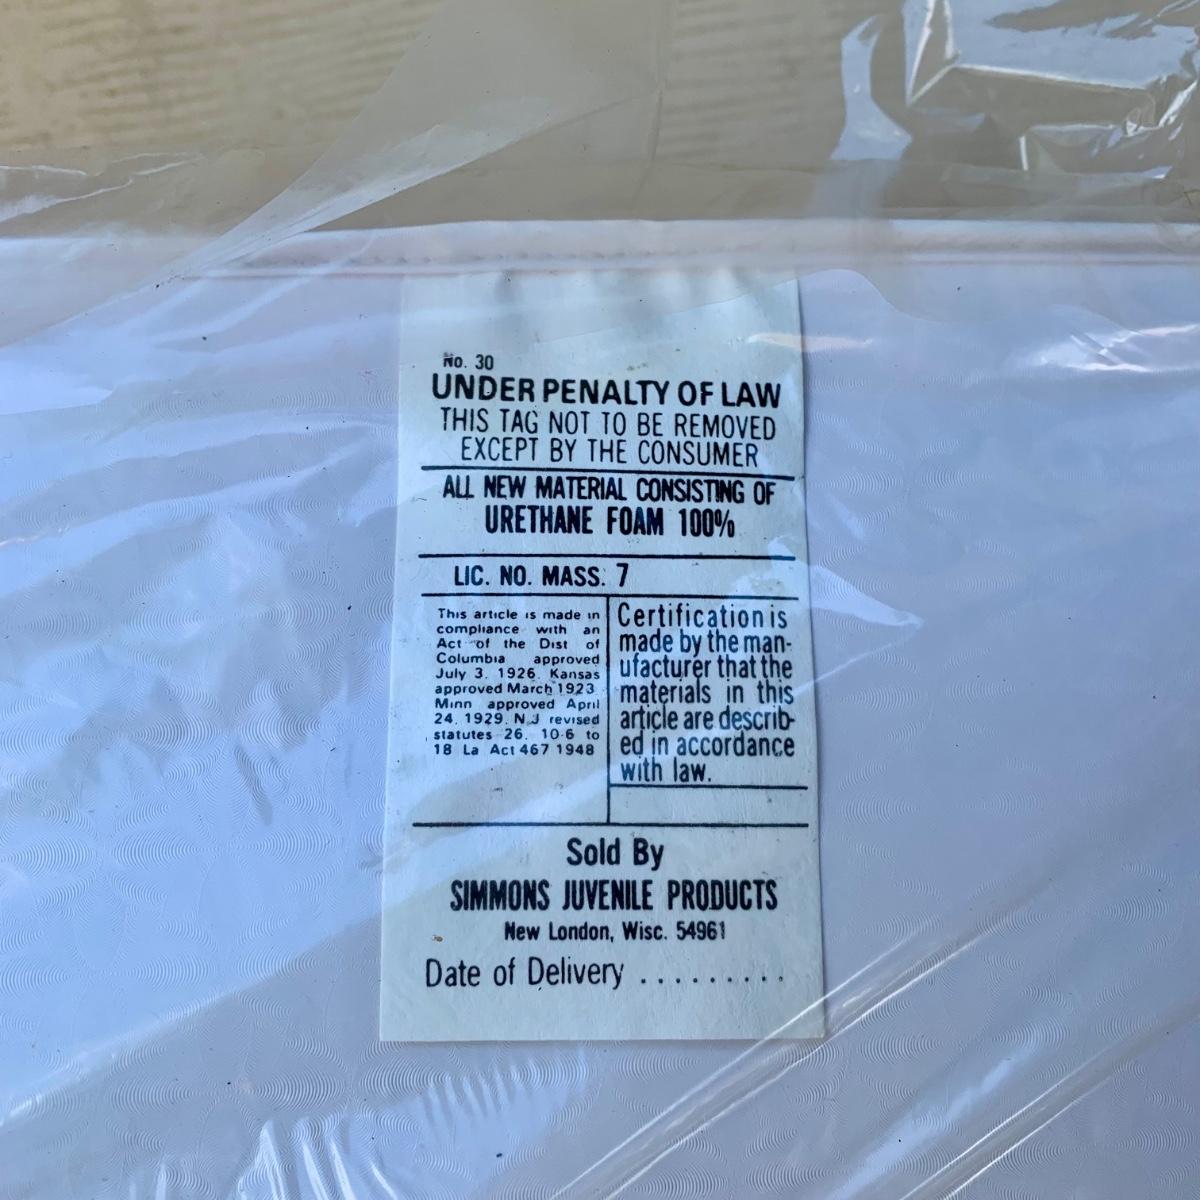 No. 30
UNDER PENALTY OF LAW
THIS TAG NOT TO BE REMOVED
EXCEPT BY THE CONSUMER
ALL NEW MATERIAL CONSISTING OF
URETHANE FOAM 100%
LIC. NO. MASS. 7
This article is made in
compliance with an
Act of the Dist of
Columbia approved
July 3, 1926 Kansas
approved March 1923
Minn approved April
24, 1929. N J revised
statutes 26. 10-6 to
18 La Act 467 1948
Certification is
made by the man-
ufacturer that the
materials in this
article are describ-
ed in accordance
with law.
Sold By
SIMMONS JUVENILE PRODUCTS
New London, Wisc. 54961
Date of Delivery .........